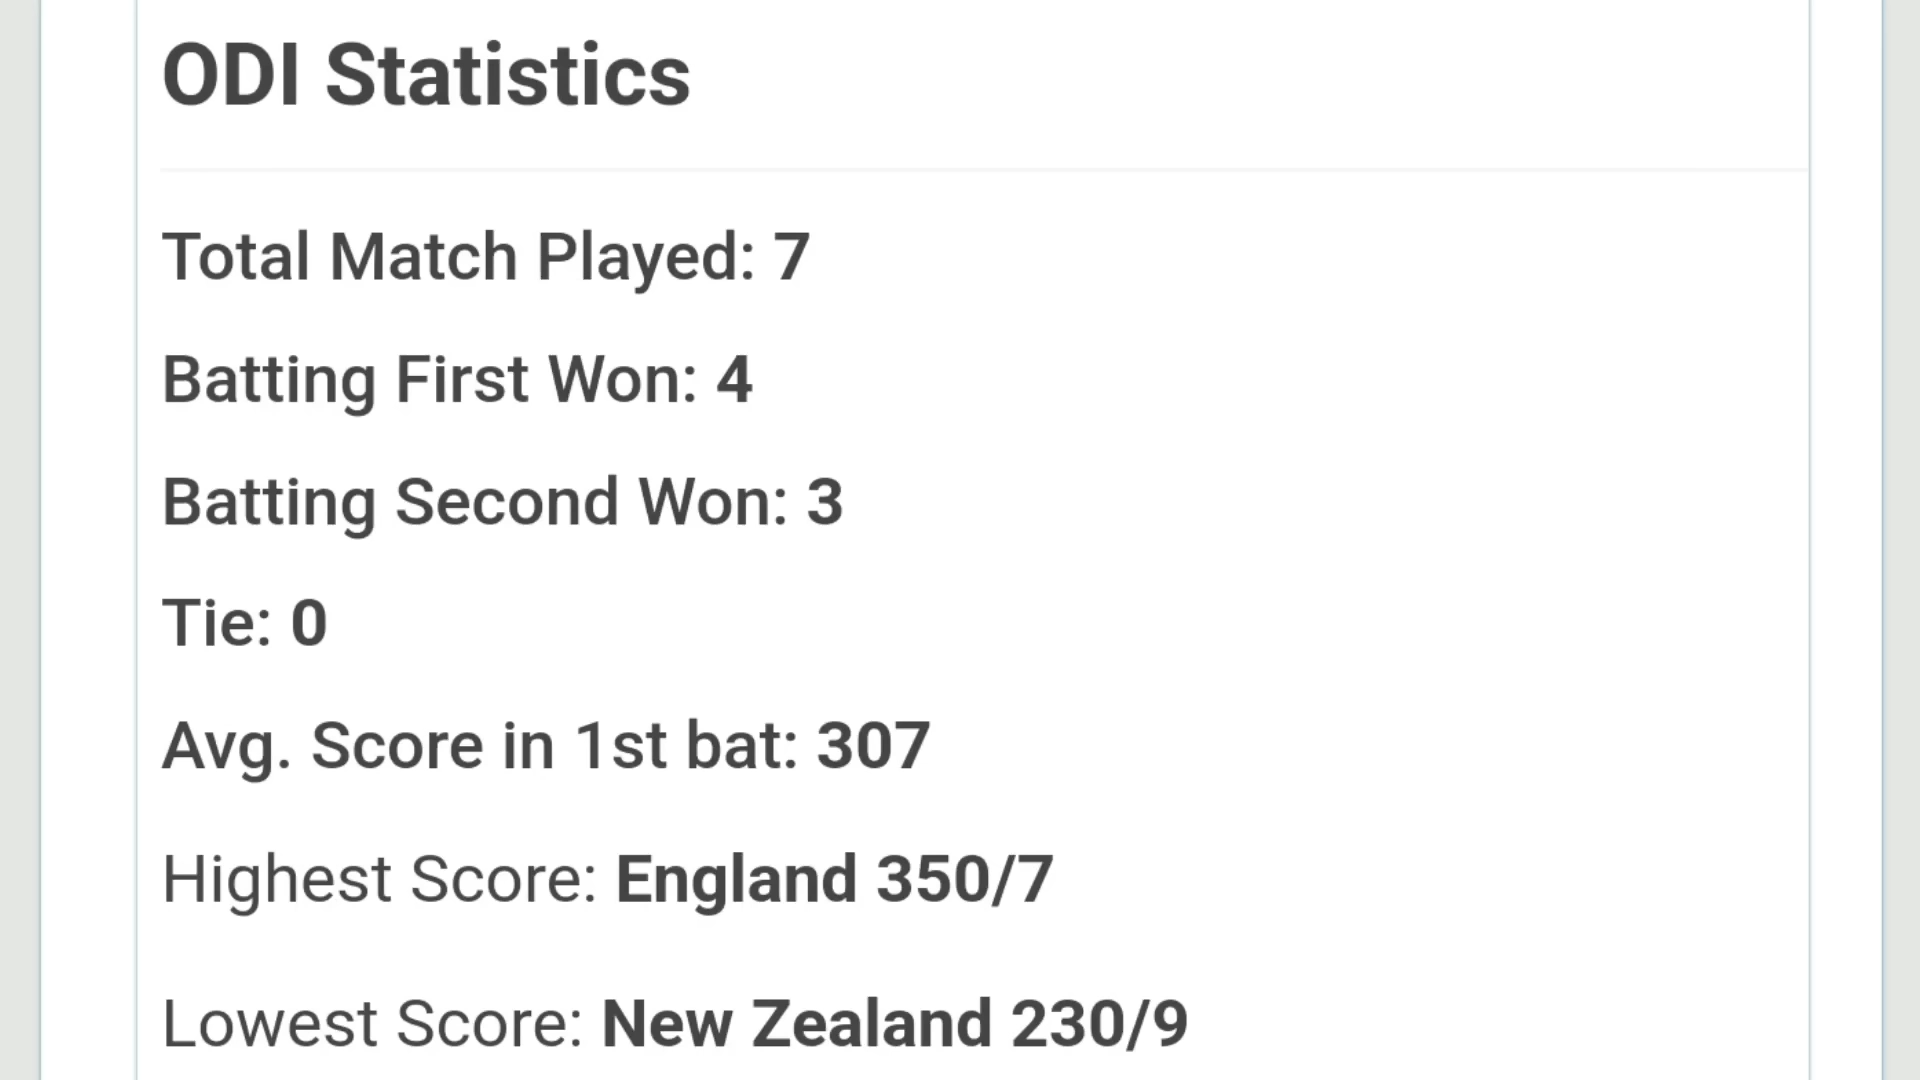 ODI Statistics
Total Match Played: 7
Batting First Won: 4
Batting Second Won: 3
Tie: 0
Avg. Score in 1st bat: 307
Highest Score: England 350/7
Lowest Score: New Zealand 230/9